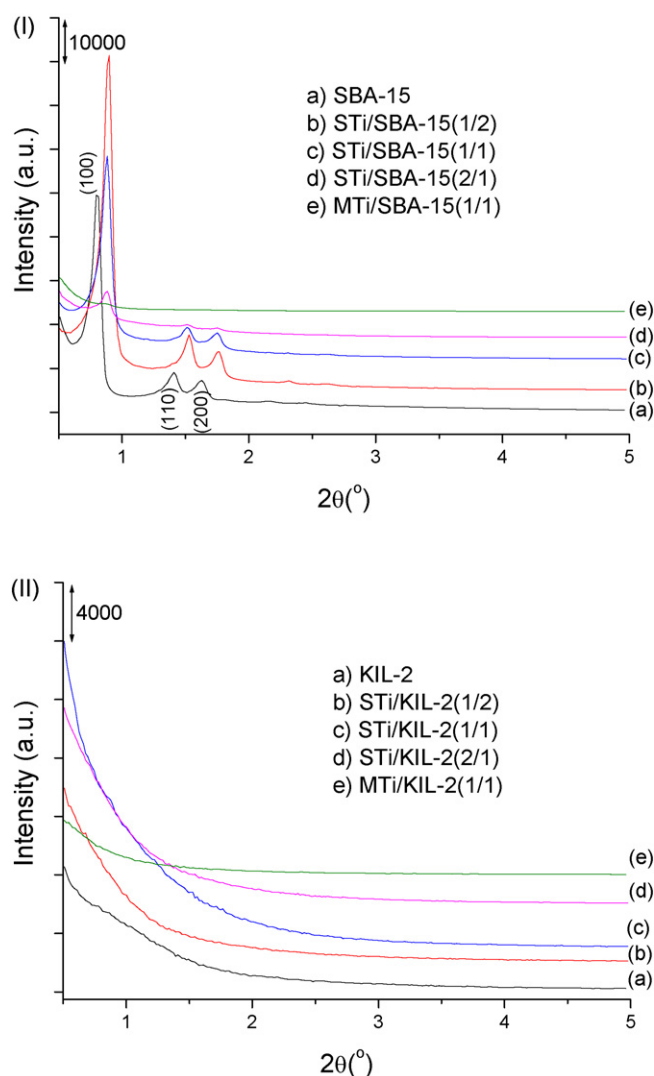 (I)
10000
a) SBA-15
b) STi/SBA-15(1/2)
c) STi/SBA-15(1/1)
d) STi/SBA-15(2/1)
e) MTi/SBA-15(1/1)
(100)
(110)
(200)
(e)
(d)
(c)
(b)
(a)
Intensity (a.u.)
1 2 3 4 5
2θ(°)
(II)
4000
a) KIL-2
b) STi/KIL-2(1/2)
c) STi/KIL-2(1/1)
d) STi/KIL-2(2/1)
e) MTi/KIL-2(1/1)
(e)
(d)
(c)
(b)
(a)
Intensity (a.u.)
1 2 3 4 5
2θ(°)